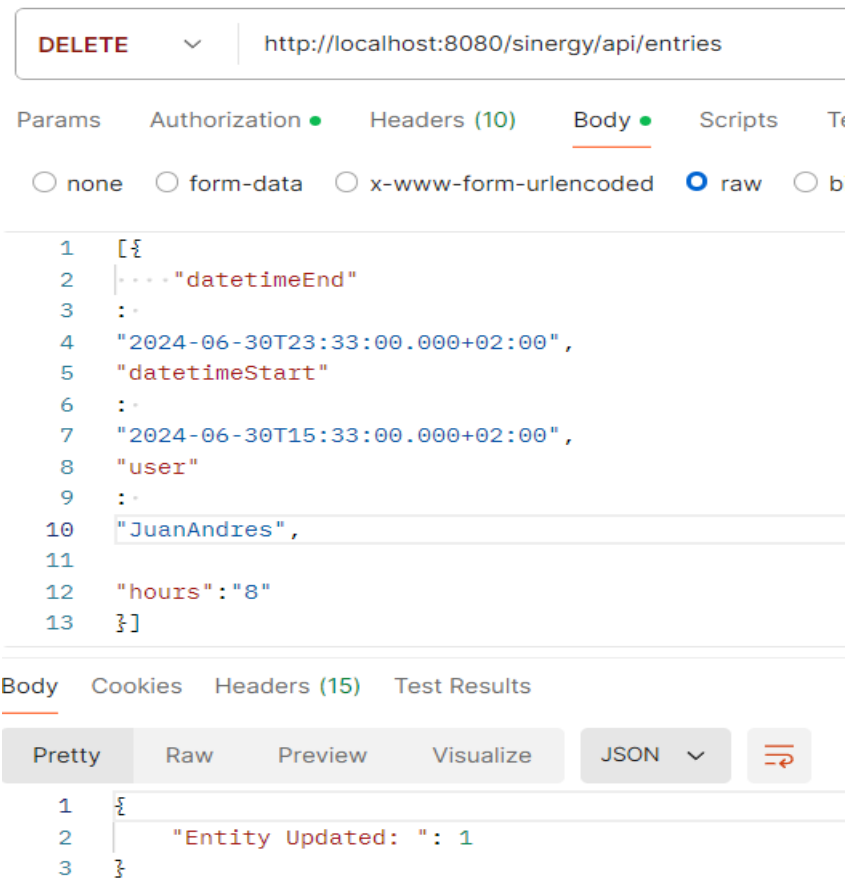 DELETE http://localhost:8080/sinergy/api/entries
Params Authorization Headers (10) Body Scripts
none form-data x-www-form-urlencoded raw
1 [{
2 "datetimeEnd"
3 :
4 "2024-06-30T23:33:00.000+02:00",
5 "datetimeStart"
6 :
7 "2024-06-30T15:33:00.000+02:00",
8 "user"
9 :
10 "JuanAndres",
11
12 "hours":"8"
13 }]
Body Cookies Headers (15) Test Results
Pretty Raw Preview Visualize JSON
1 {
2 "Entity Updated: ": 1
3 }